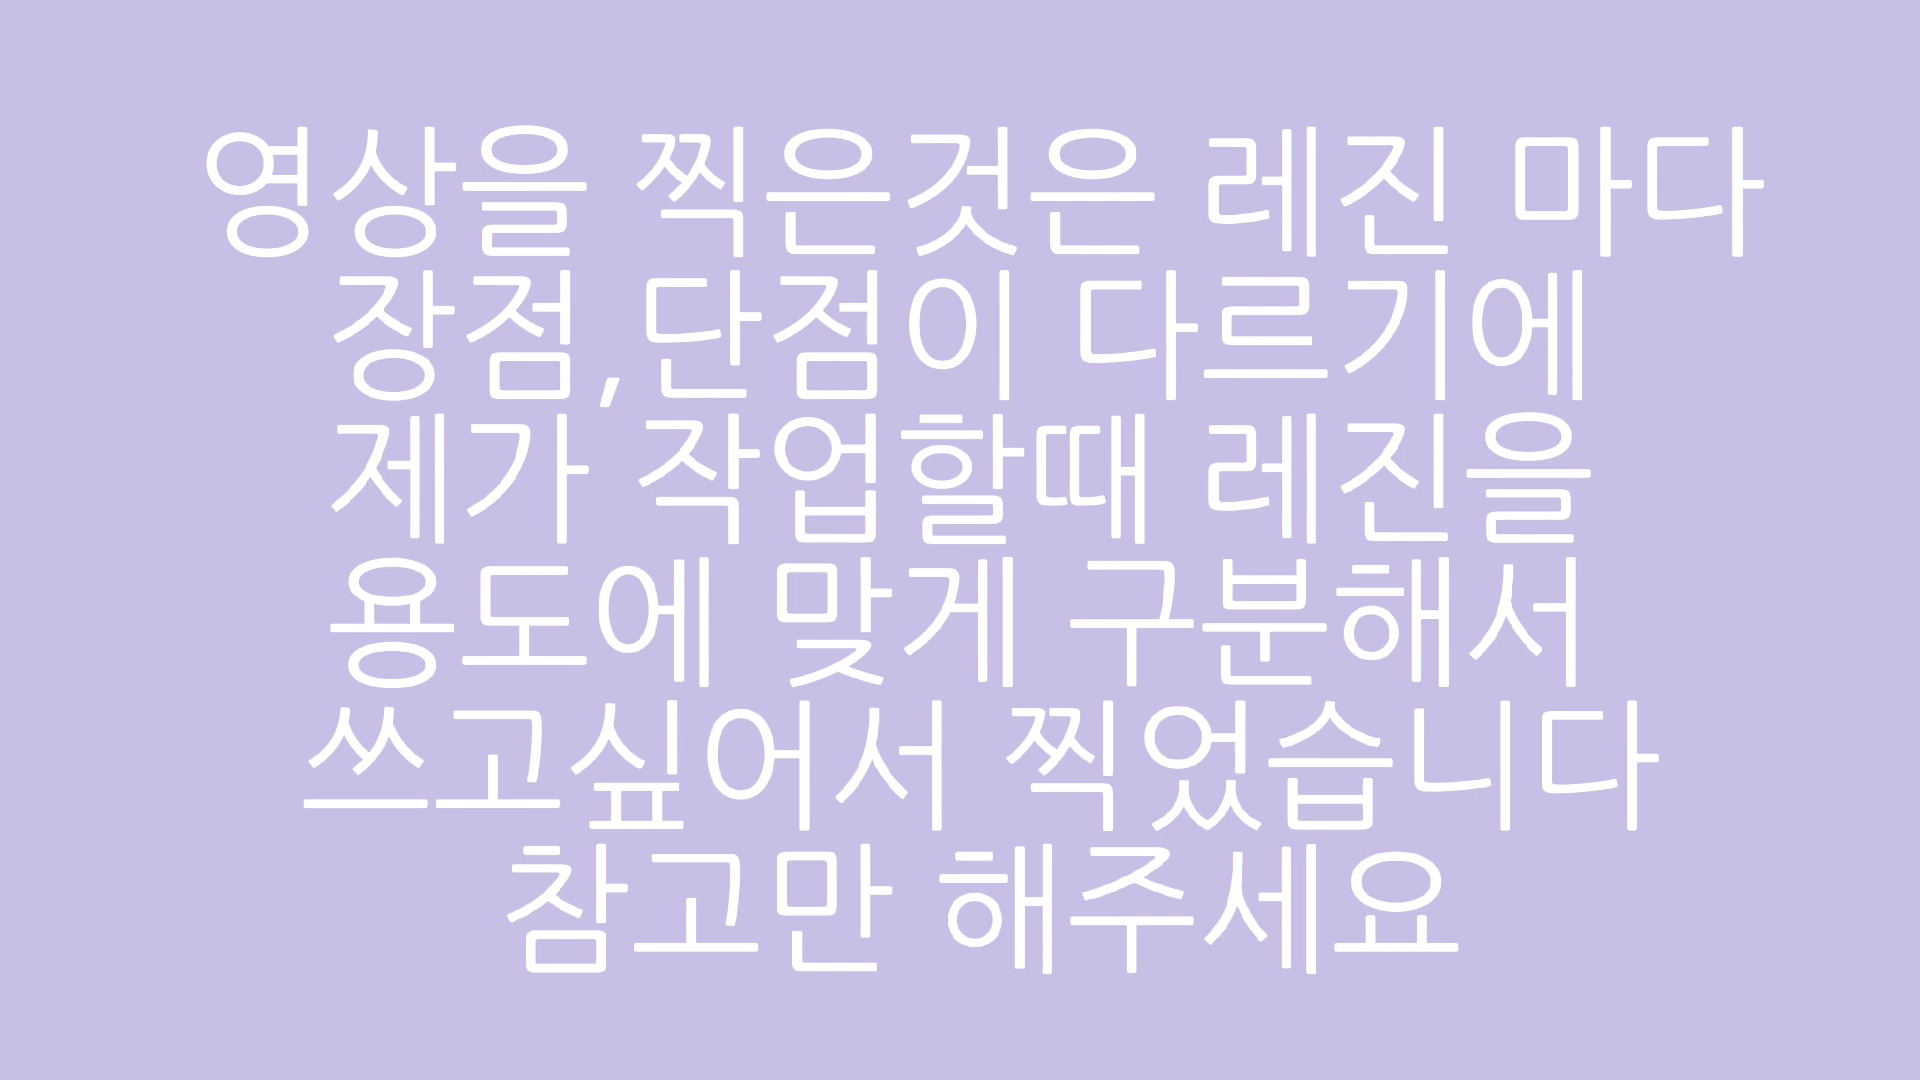 영상을 찍은것은 레진 마다
장점,단점이 다르기에
제가 작업할때 레진을
용도에 맞게 구분해서
쓰고싶어서 찍었습니다
참고만 해주세요